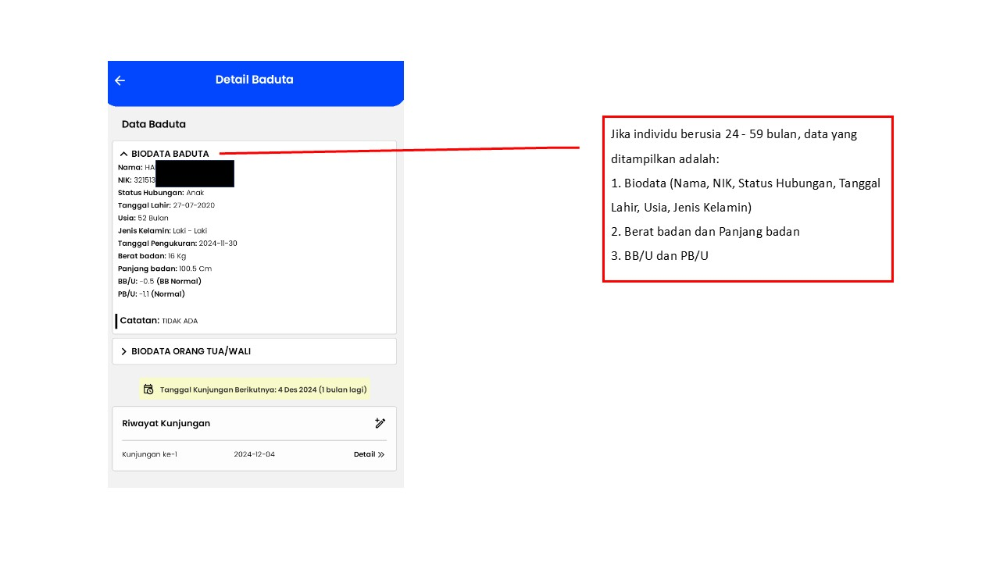 Detail Baduta
Data Baduta
BIODATA BADUTA
Nama: HA
NIK: 321513
Status Hubungan: Anak
Tanggal Lahir: 27-07-2020
Usia: 52 Bulan
Jenis Kelamin: Laki - Laki
Tanggal Pengukuran: 2024-11-30
Berat badan: 16 Kg
Panjang badan: 100.5 Cm
BB/U: -0.5 (BB Normal)
PB/U: -1.1 (Normal)
Catatan: TIDAK ADA
BIODATA ORANG TUA/WALI
Tanggal Kunjungan Berikutnya: 4 Des 2024 (1 bulan lagi)
Riwayat Kunjungan
Kunjungan ke-1 2024-12-04 Detail »
Jika individu berusia 24 - 59 bulan, data yang
ditampilkan adalah:
1. Biodata (Nama, NIK, Status Hubungan, Tanggal
Lahir, Usia, Jenis Kelamin)
2. Berat badan dan Panjang badan
3. BB/U dan PB/U